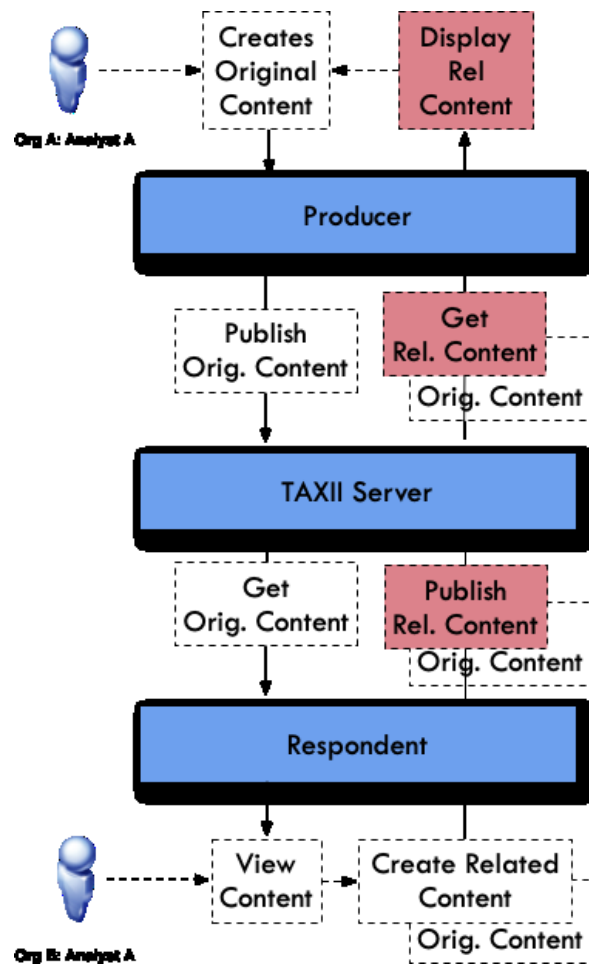 Creates
Original
Content
Display
Rel
Content
Org A: Analyst A
Producer
Publish
Orig. Content
Get
Rel. Content
Orig. Content
TAXII Server
Get
Orig. Content
Publish
Rel. Content
Orig. Content
Respondent
View
Content
Create Related
Content
Orig. Content
Org B: Analyst A